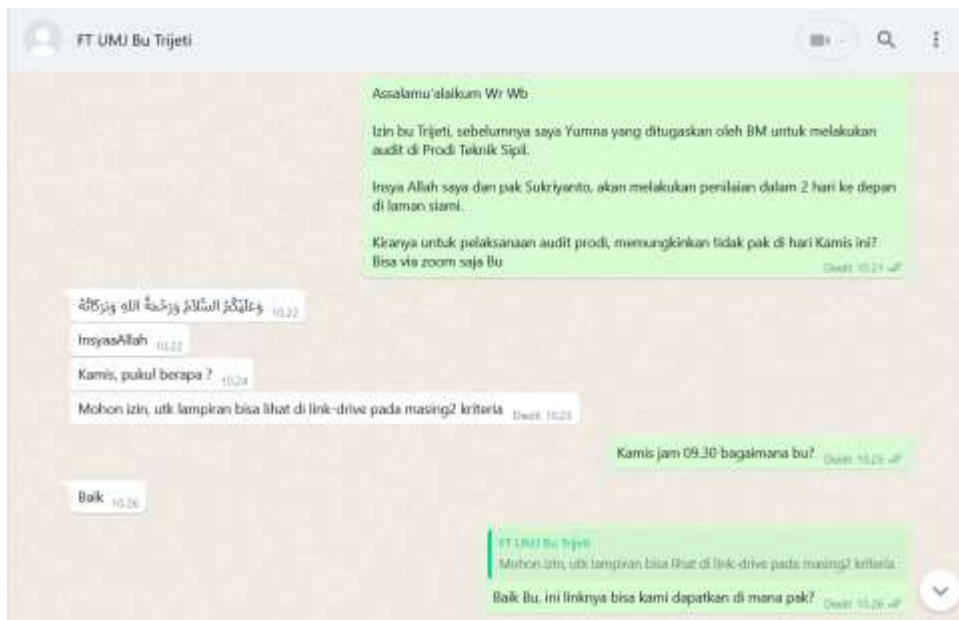 FT UMJ Bu Trijeti
Assalamu'alaikum Wr Wb
Izin bu Trijeti, sebelumnya saya Yumna yang ditugaskan oleh BM untuk melakukan
audit di Prodi Teknik Sipil.
Insya Allah saya dan pak Sukriyanto, akan melakukan penilaian dalam 2 hari ke depan
di laman siami.
Kiranya untuk pelaksanaan audit prodi, memungkinkan tidak pak di hari Kamis ini?
Bisa via zoom saja Bu
Diedit 10.21
وَعَلَيْكُمُ السَّلَامُ وَرَحْمَةُ اللهِ وَبَرَكَاتُهُ 10.22
InsyaaAllah 10.22
Kamis, pukul berapa ? 10.24
Mohon izin, utk lampiran bisa lihat di link-drive pada masing2 kriteria Diedit 10.25
Kamis jam 09.30 bagaimana bu? Diedit 10.25
Baik 10.26
FT UMJ Bu Trijeti
Mohon izin, utk lampiran bisa lihat di link-drive pada masing2 kriteria
Baik Bu, ini linknya bisa kami dapatkan di mana pak? Diedit 10.26